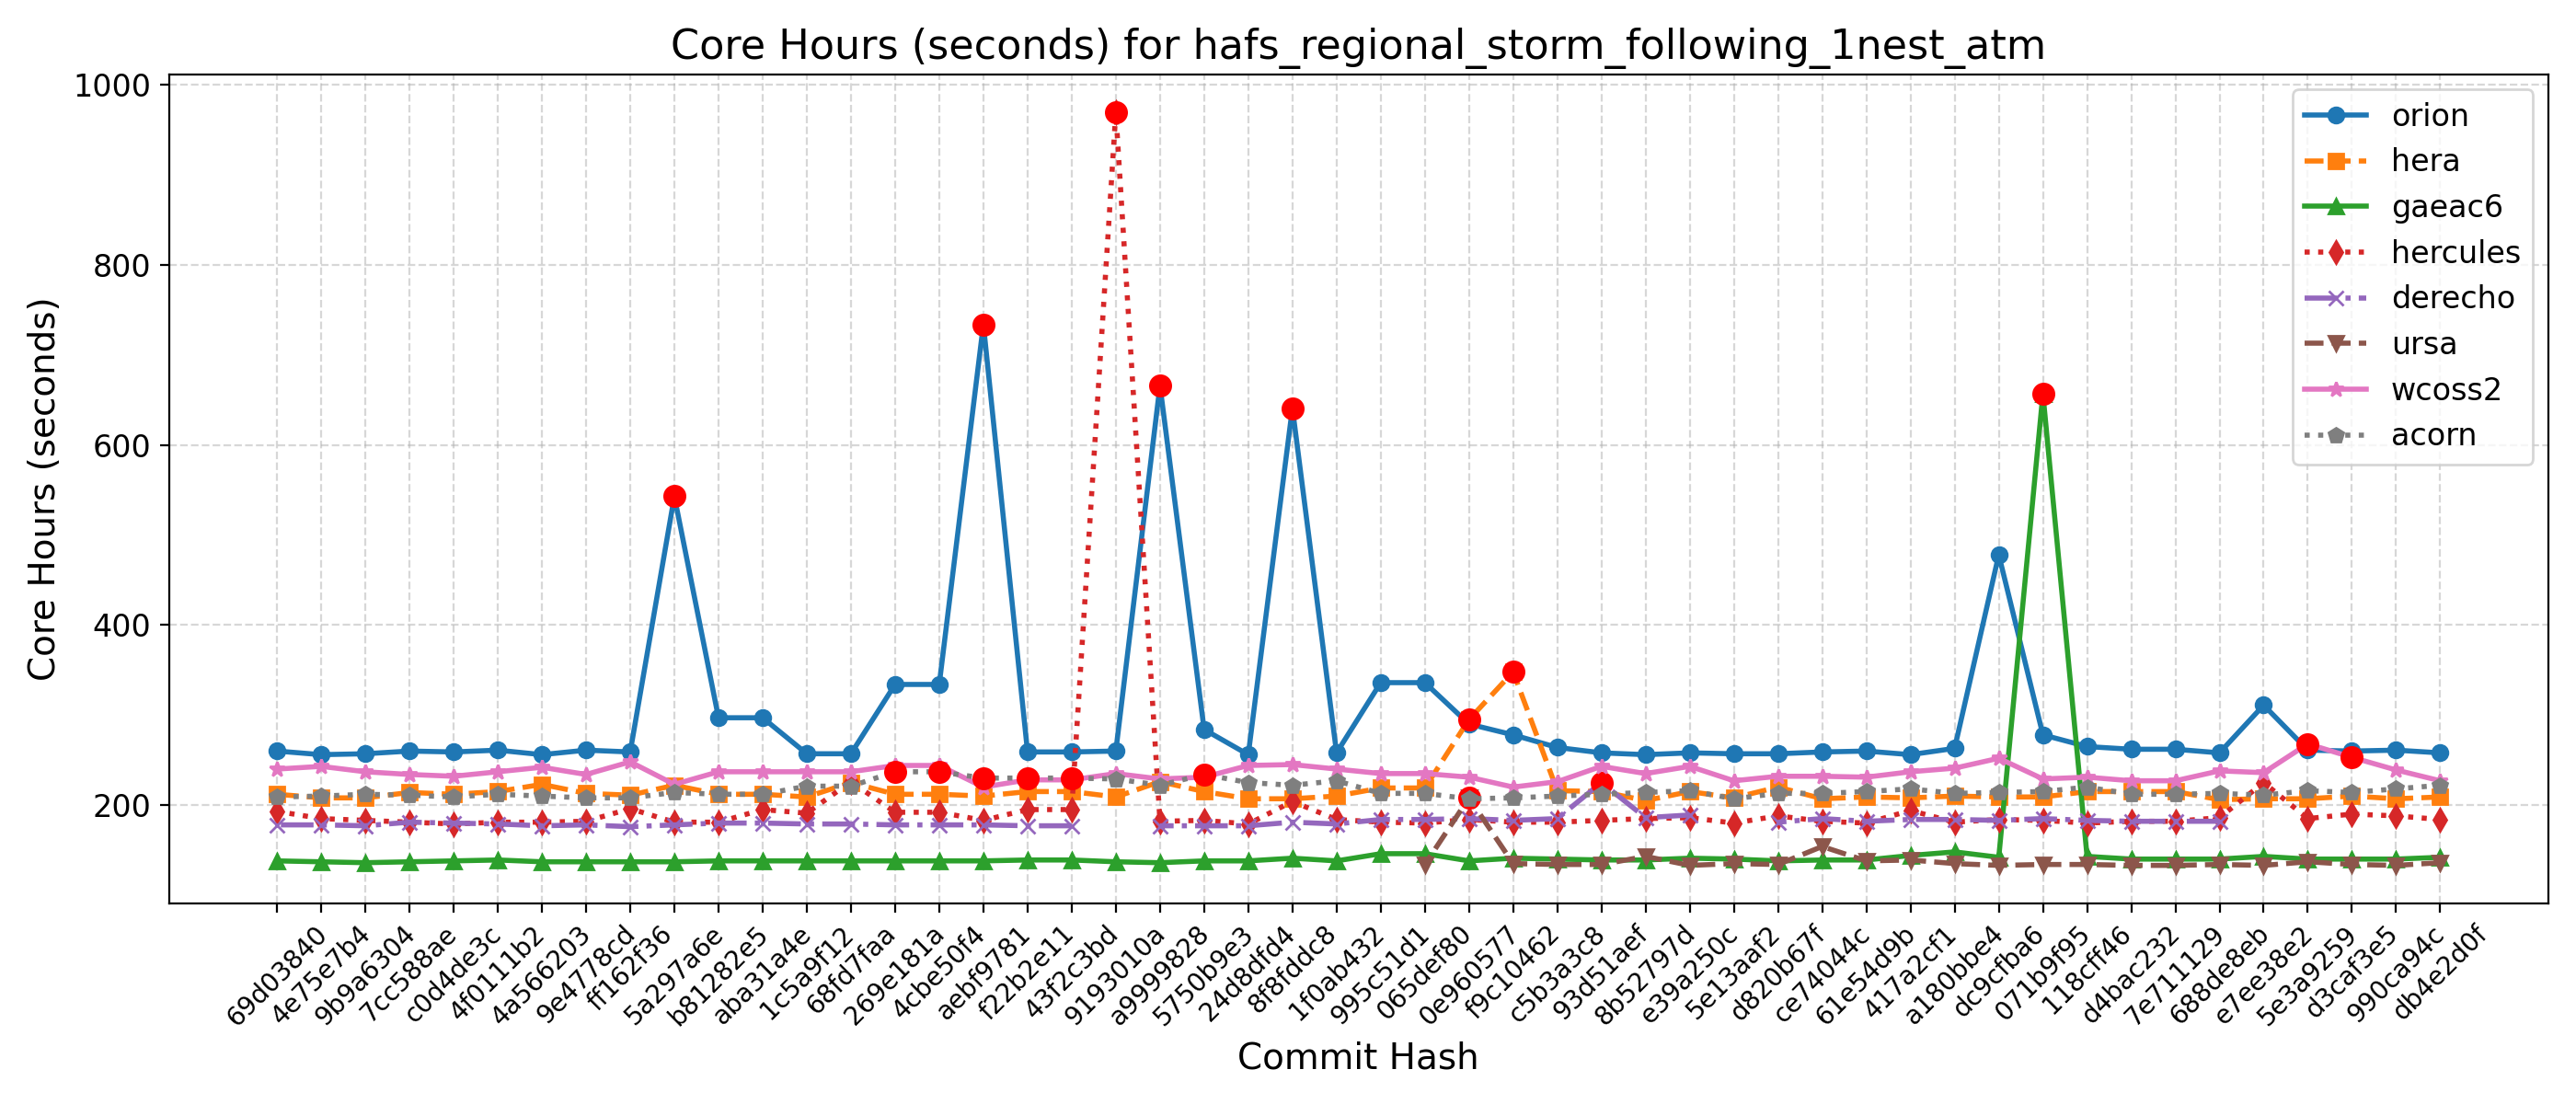 Core Hours (seconds) for hafs_regional_storm_following_1nest_atm
Core Hours (seconds)
1000
800
600
400
200
orion
hera
gaeac6
hercules
derecho
ursa
wcoss2
acorn
69d03840
4e75e7b4
9b9a6304
7cc588ae
c0d4de3c
4f0111b2
4a566203
9e4778cd
ff162f36
5a297a6e
b81282e5
aba31a4e
1c5a9f12
68fd7faa
269e181a
4cbe50f4
aebf9781
f22b2e11
43f2c3bd
9193010a
a9999828
5750b9e3
24d8dfd4
8f8fddc8
1f0ab432
995c51d1
065def80
0e960577
f9c10462
c5b3a3c8
93d51aef
8b52797d
e39a250c
5e13aaf2
d820b67f
ce74044c
61e54d9b
417a2cf1
a180bbe4
dc9cfba6
071b9f95
118cff46
d4bac232
7e711129
688de8eb
e7ee38e2
5e3a9259
d3caf3e5
990ca94c
db4e2d0f
Commit Hash